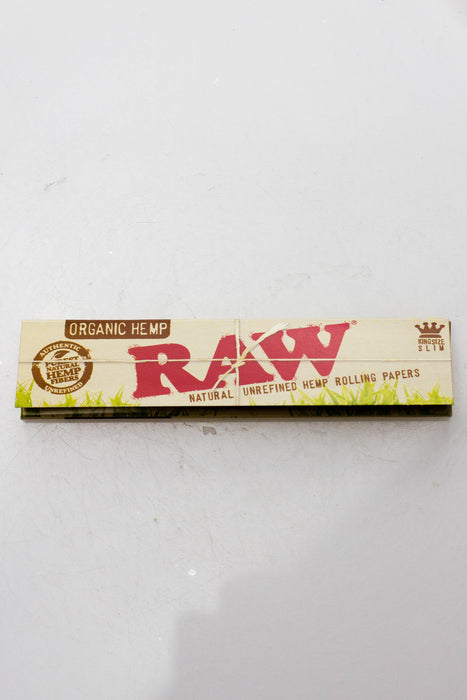 ORGANIC HEMP
AUTHENTIC
NATURAL
HEMP
FIBERS
UNREFINED
RAW®
NATURAL UNREFINED HEMP ROLLING PAPERS
KINGSIZE
SLIM